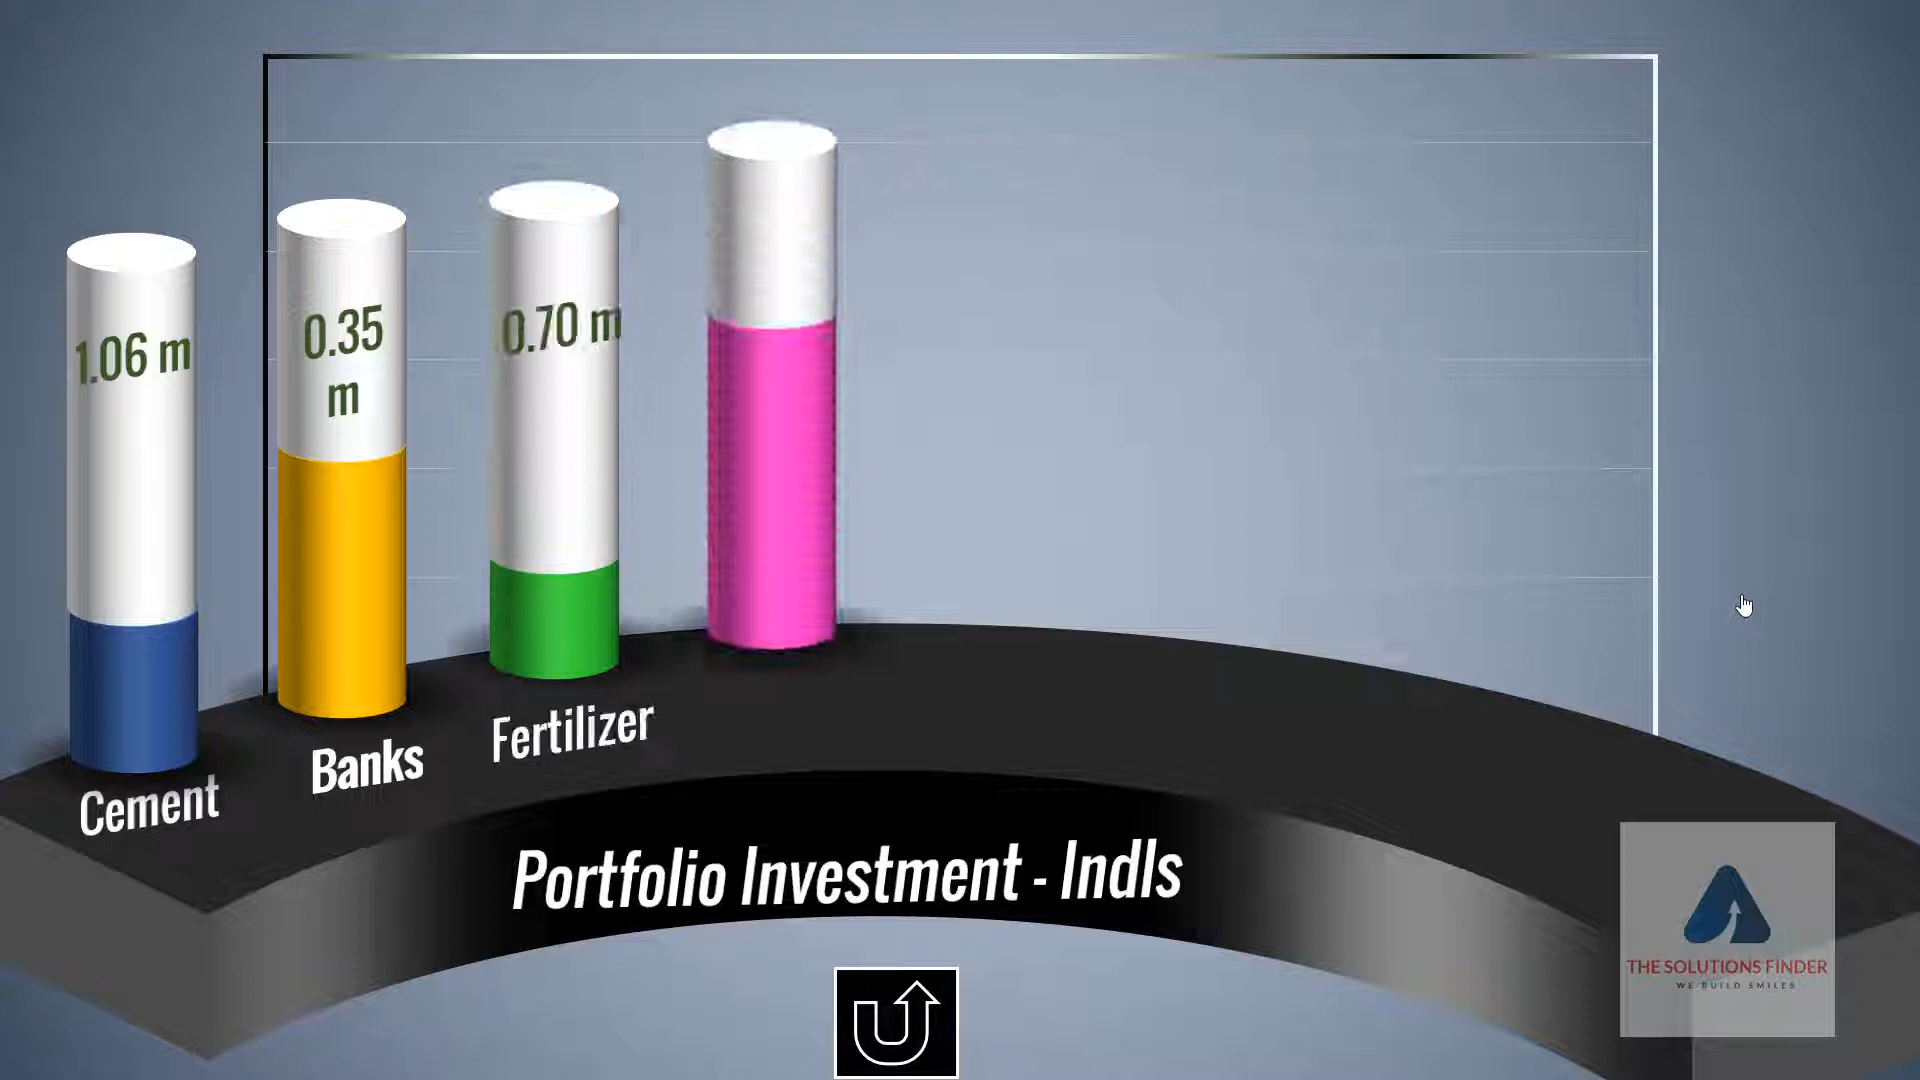 1.06 m
0.35
m
0.70 m
Cement
Banks
Fertilizer
Portfolio Investment - Indls
THE SOLUTIONS FINDER
WE BUILD SMILES